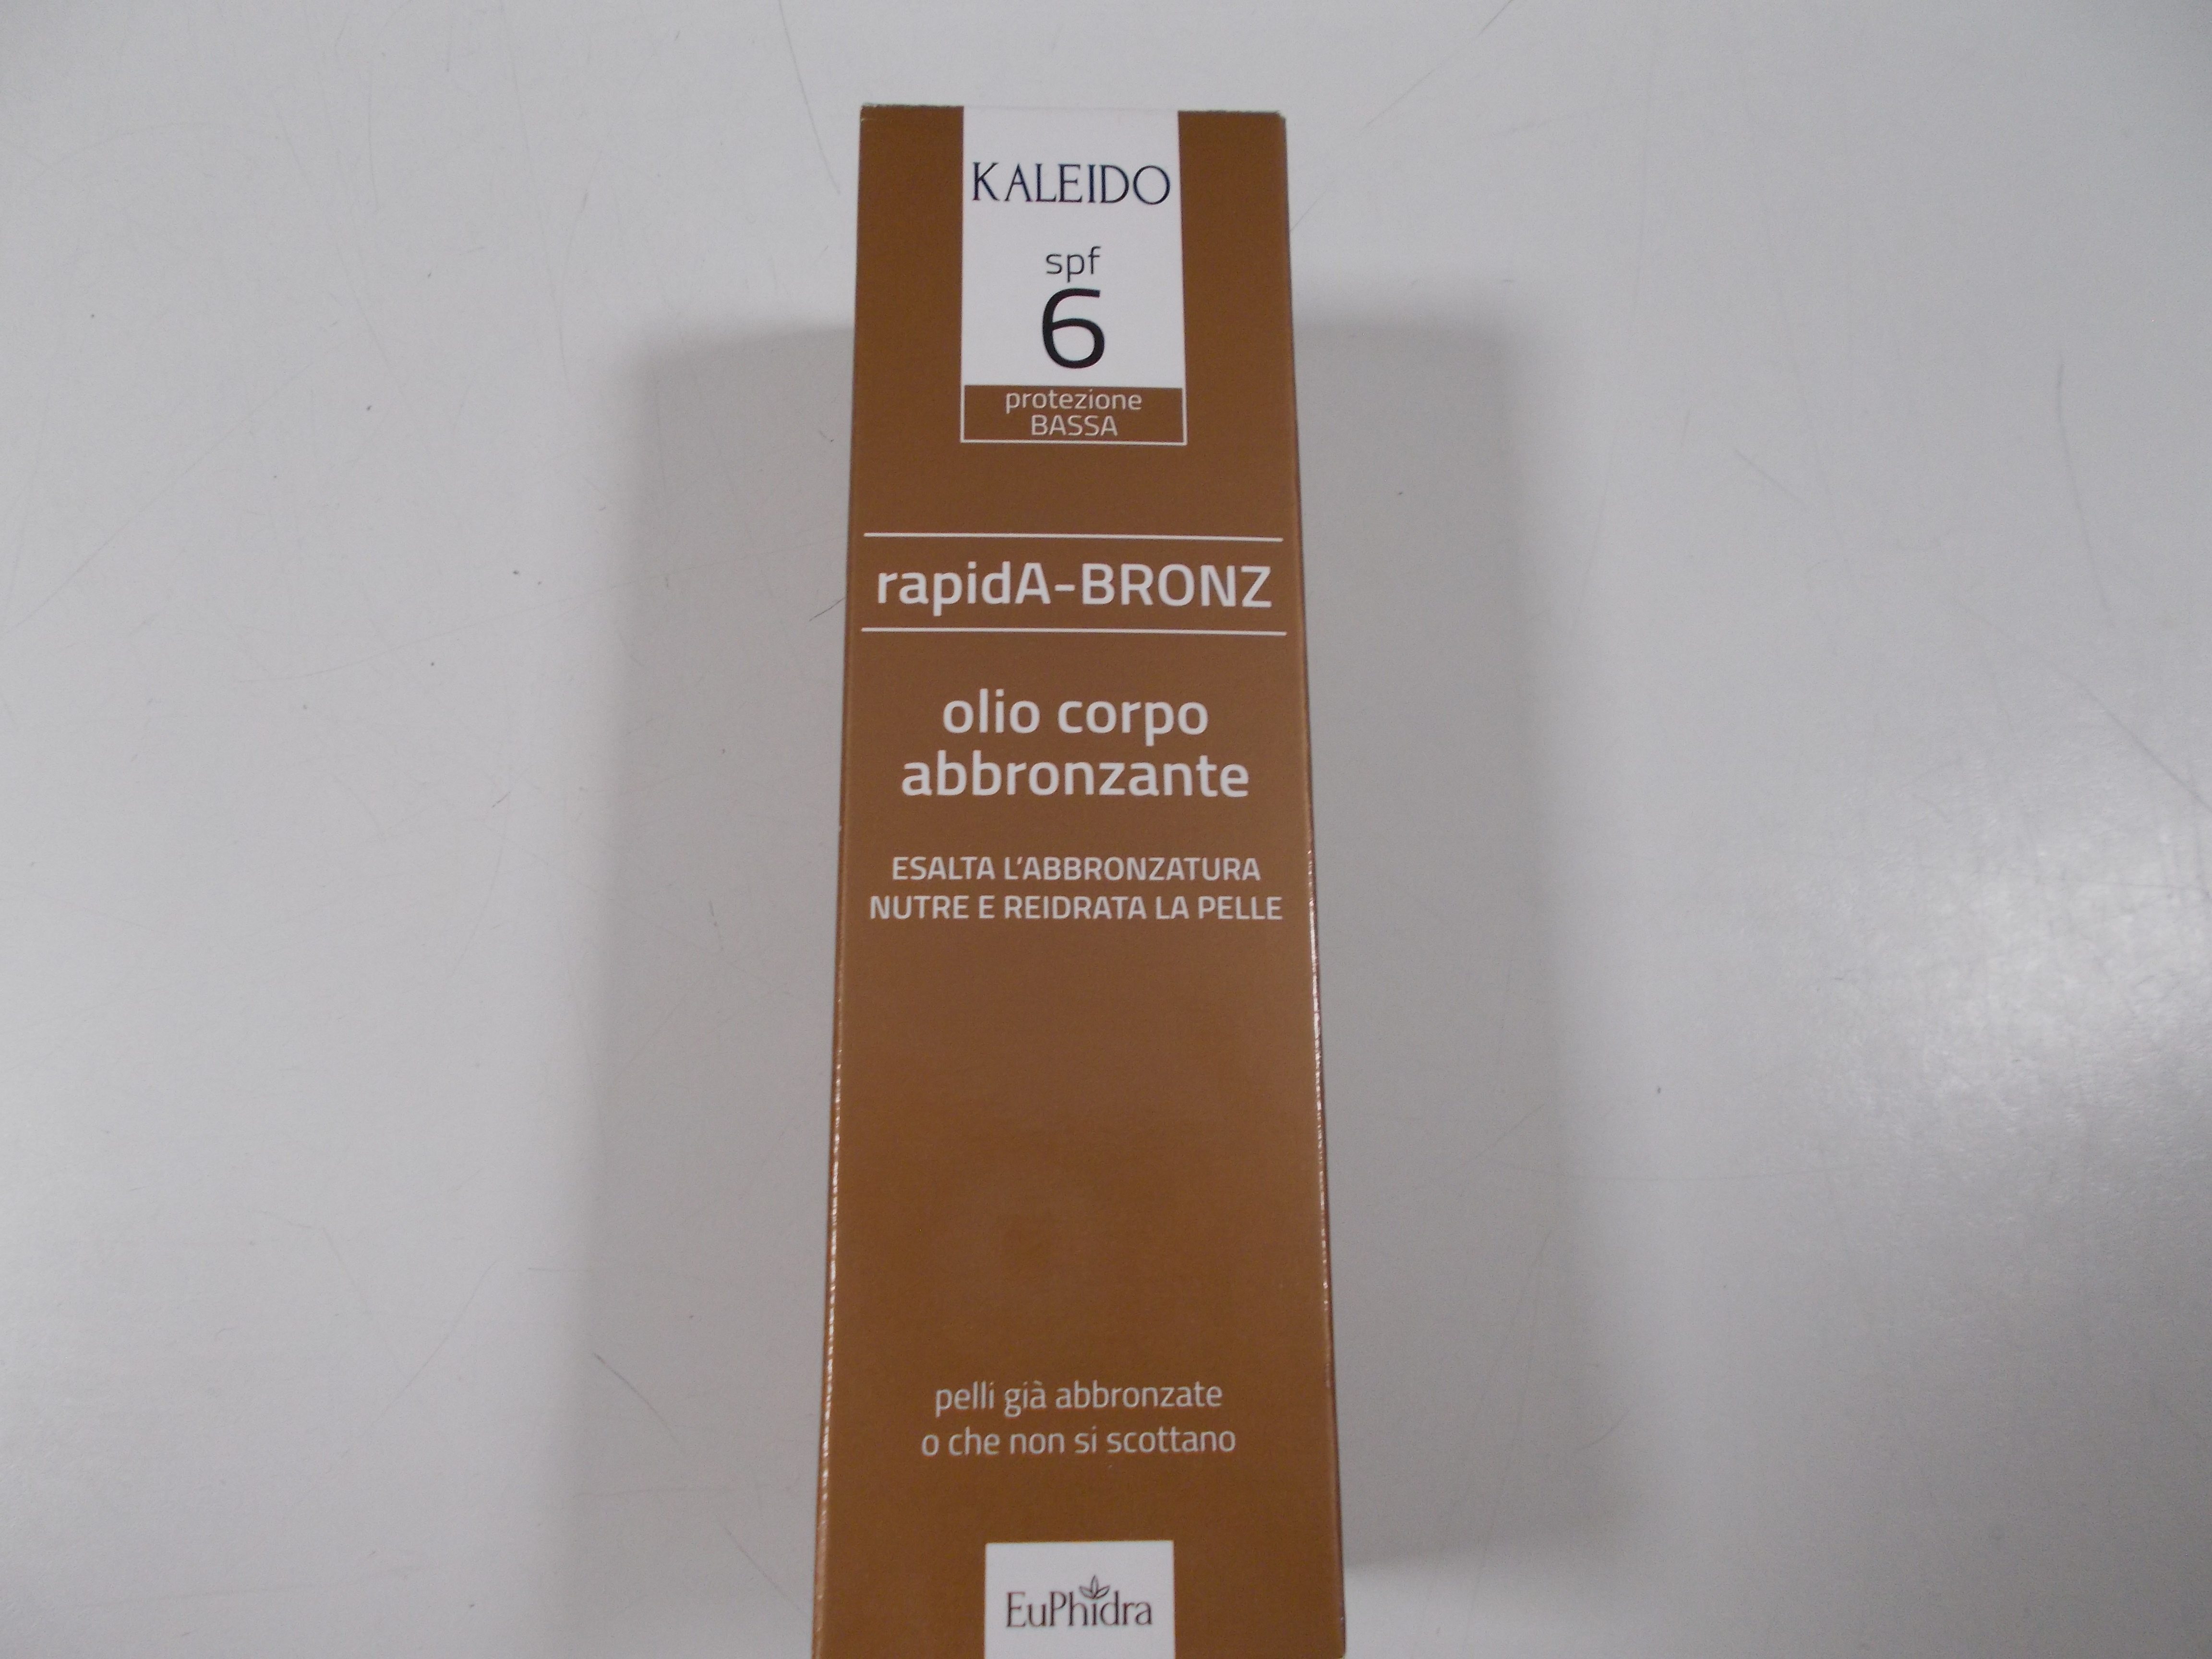 KALEIDO
spf
6
protezione
BASSA
rapidA-BRONZ
olio corpo
abbronzante
ESALTA L'ABBRONZATURA
NUTRE E REIDRATA LA PELLE
pelli già abbronzate
o che non si scottano
EuPhidra